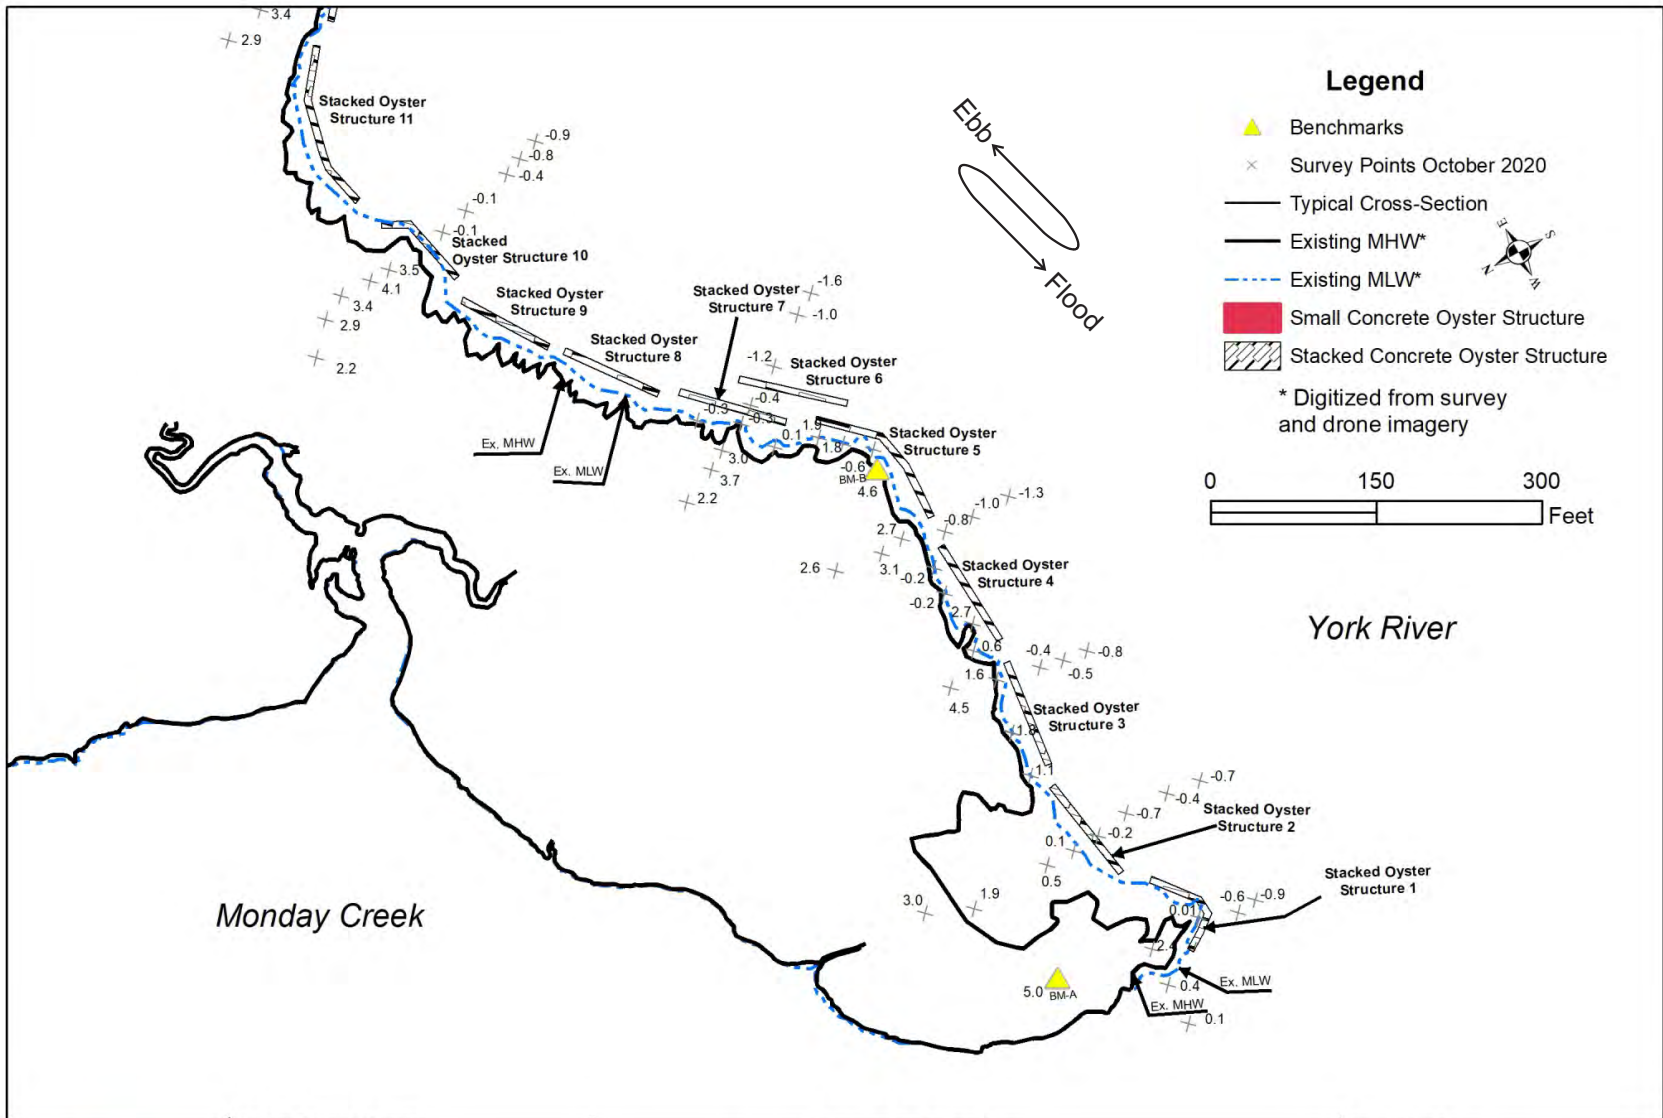 3.4
2.9
Stacked Oyster
Structure 11
-0.9
-0.8
-0.4
-0.1
-0.1
Stacked
Oyster Structure 10
3.5
4.1
3.4
2.9
2.2
Stacked Oyster
Structure 9
Stacked Oyster
Structure 8
Stacked Oyster
Structure 7
-1.6
-1.0
-1.2
Stacked Oyster
Structure 6
-0.4
-0.3
-0.3
0.1
1.9
1.8
Stacked Oyster
Structure 5
Ex. MHW
Ex. MLW
3.0
3.7
2.2
-0.6
BM-B
4.6
-1.3
-1.0
-0.8
2.7
3.1
2.6
-0.2
-0.2
Stacked Oyster
Structure 4
2.7
0.6
1.6
4.5
-0.4
-0.8
-0.5
Stacked Oyster
Structure 3
1.8
1.1
-0.7
-0.4
-0.7
-0.2
0.1
0.5
Stacked Oyster
Structure 2
Stacked Oyster
Structure 1
-0.6
-0.9
3.0
1.9
0.01
2.4
5.0
BM-A
0.4
0.1
Ex. MLW
Ex. MHW
Monday Creek
York River
Ebb
Flood
Legend
Benchmarks
Survey Points October 2020
Typical Cross-Section
Existing MHW*
Existing MLW*
Small Concrete Oyster Structure
Stacked Concrete Oyster Structure
* Digitized from survey
and drone imagery
E
S
N
W
0
150
300
Feet